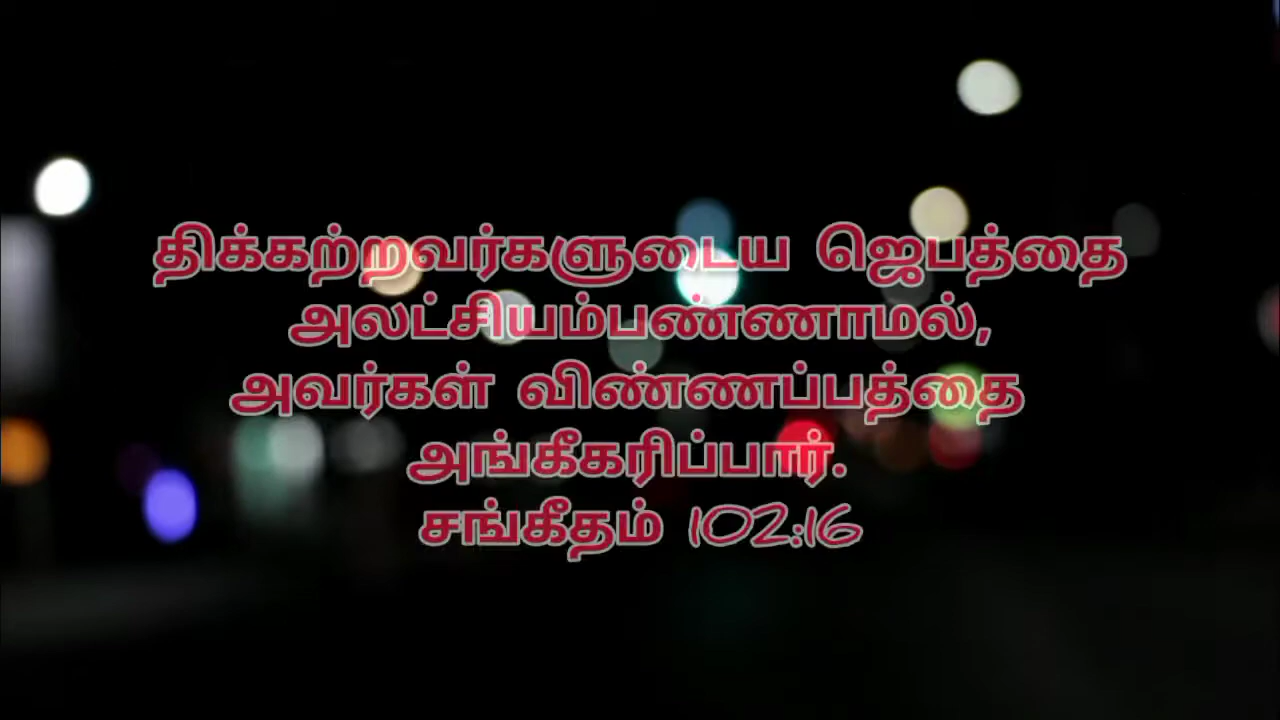 திக்கற்றவர்களுடைய ஜெபத்தை
அலட்சியம்பண்ணாமல்,
அவர்கள் விண்ணப்பத்தை
அங்கீகரிப்பார்.
சங்கீதம் 102:16